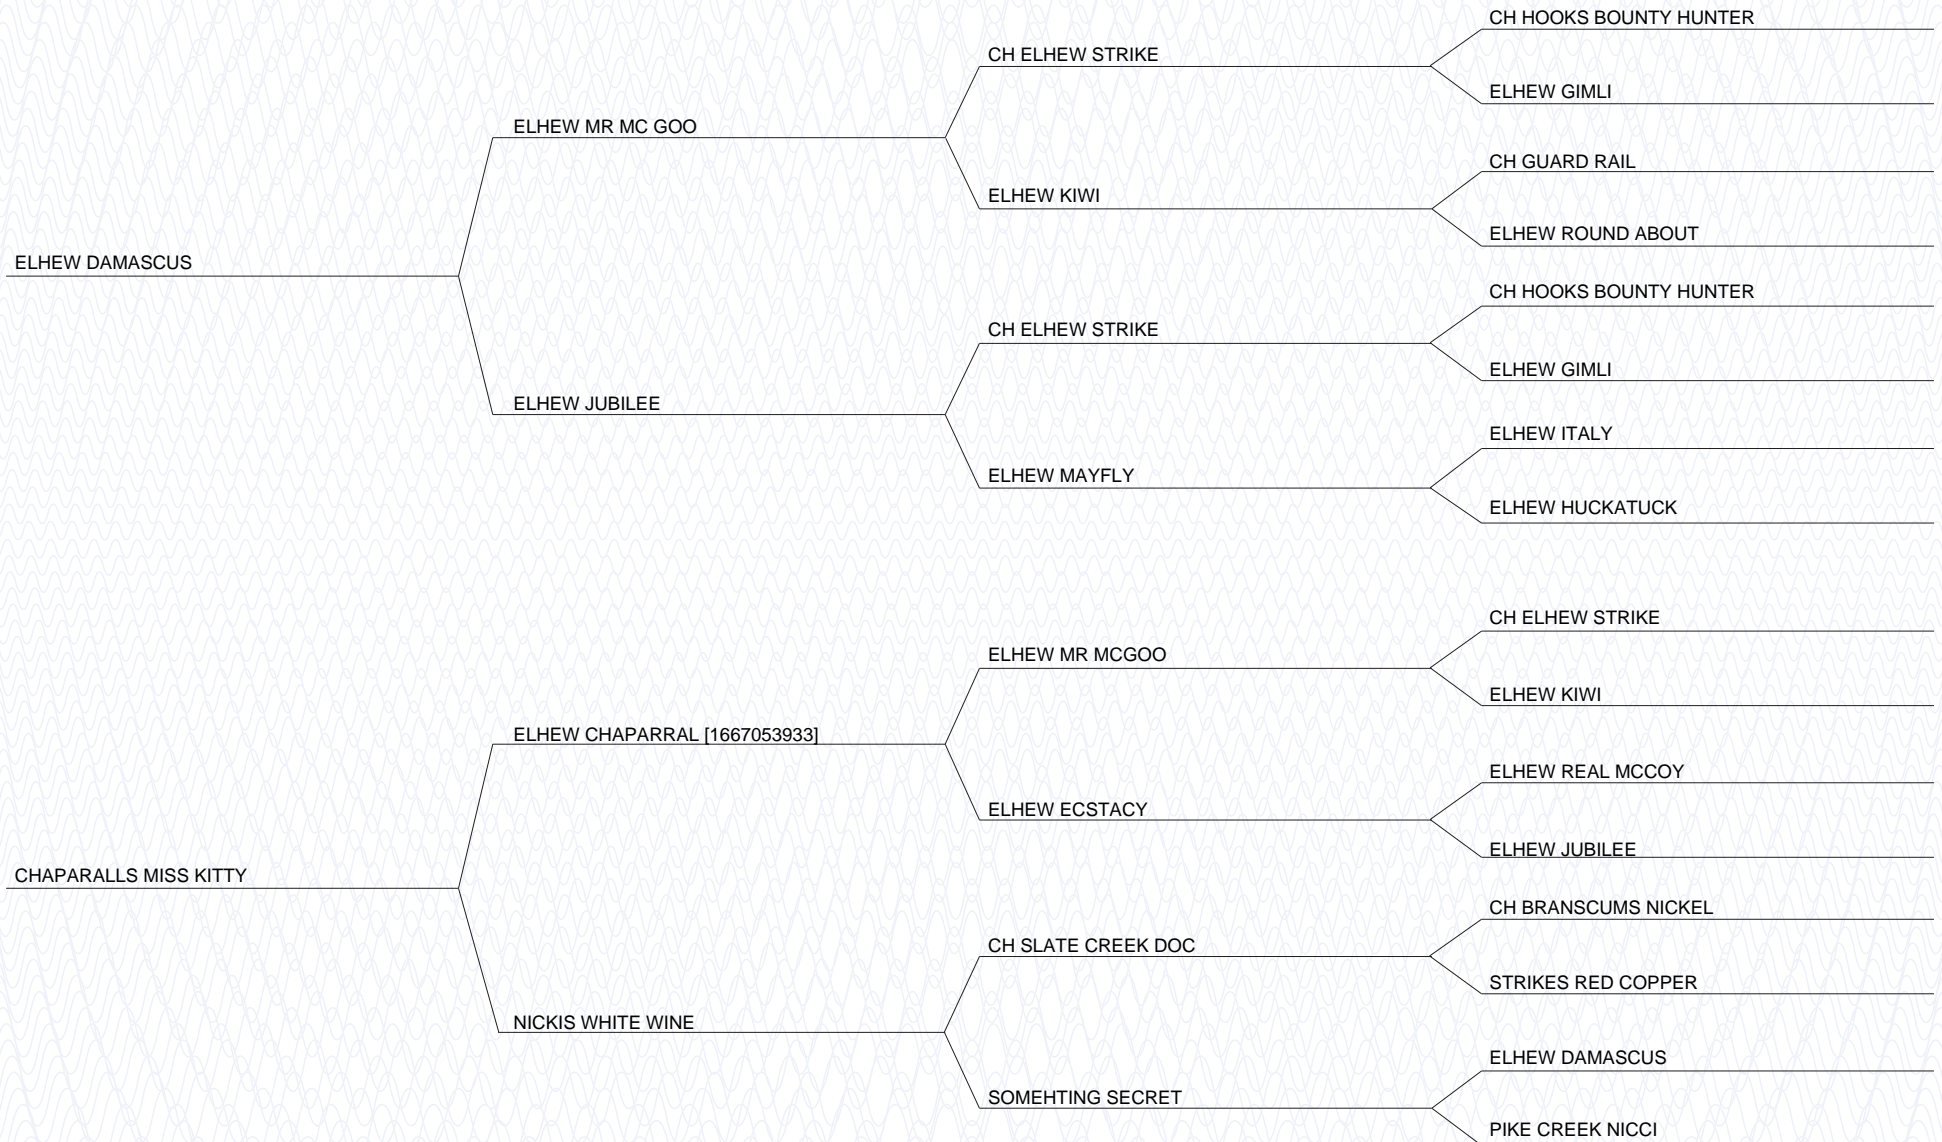 CH HOOKS BOUNTY HUNTER
CH ELHEW STRIKE
ELHEW GIMLI
ELHEW MR MC GOO
CH GUARD RAIL
ELHEW KIWI
ELHEW ROUND ABOUT
ELHEW DAMASCUS
CH HOOKS BOUNTY HUNTER
CH ELHEW STRIKE
ELHEW GIMLI
ELHEW JUBILEE
ELHEW ITALY
ELHEW MAYFLY
ELHEW HUCKATUCK
CH ELHEW STRIKE
ELHEW MR MCGOO
ELHEW KIWI
ELHEW CHAPARRAL [1667053933]
ELHEW REAL MCCOY
ELHEW ECSTACY
ELHEW JUBILEE
CHAPARALLS MISS KITTY
CH BRANSCUMS NICKEL
CH SLATE CREEK DOC
STRIKES RED COPPER
NICKIS WHITE WINE
ELHEW DAMASCUS
SOMEHTING SECRET
PIKE CREEK NICCI